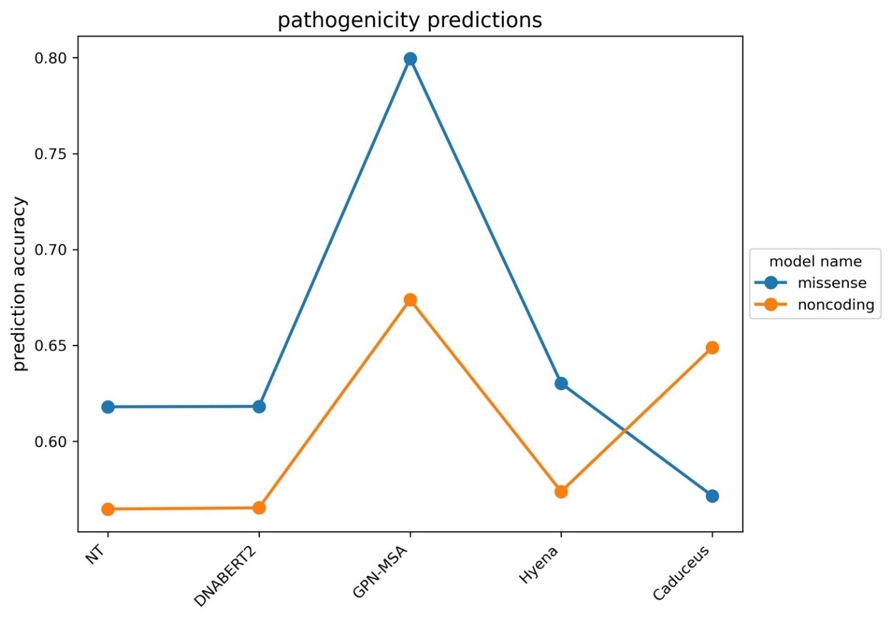 pathogenicity predictions
prediction accuracy
0.80
0.75
0.70
0.65
0.60
NT
DNABERT2
GPN-MSA
Hyena
Caduceus
model name
missense
noncoding